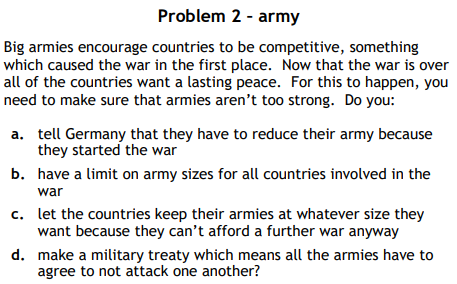 Problem 2 - army
Big armies encourage countries to be competitive, something
which caused the war in the first place.  Now that the war is over
all of the countries want a lasting peace.  For this to happen, you
need to make sure that armies aren't too strong.  Do you:
a. tell Germany that they have to reduce their army because
they started the war
b. have a limit on army sizes for all countries involved in the
war
c. let the countries keep their armies at whatever size they
want because they can't afford a further war anyway
d. make a military treaty which means all the armies have to
agree to not attack one another?